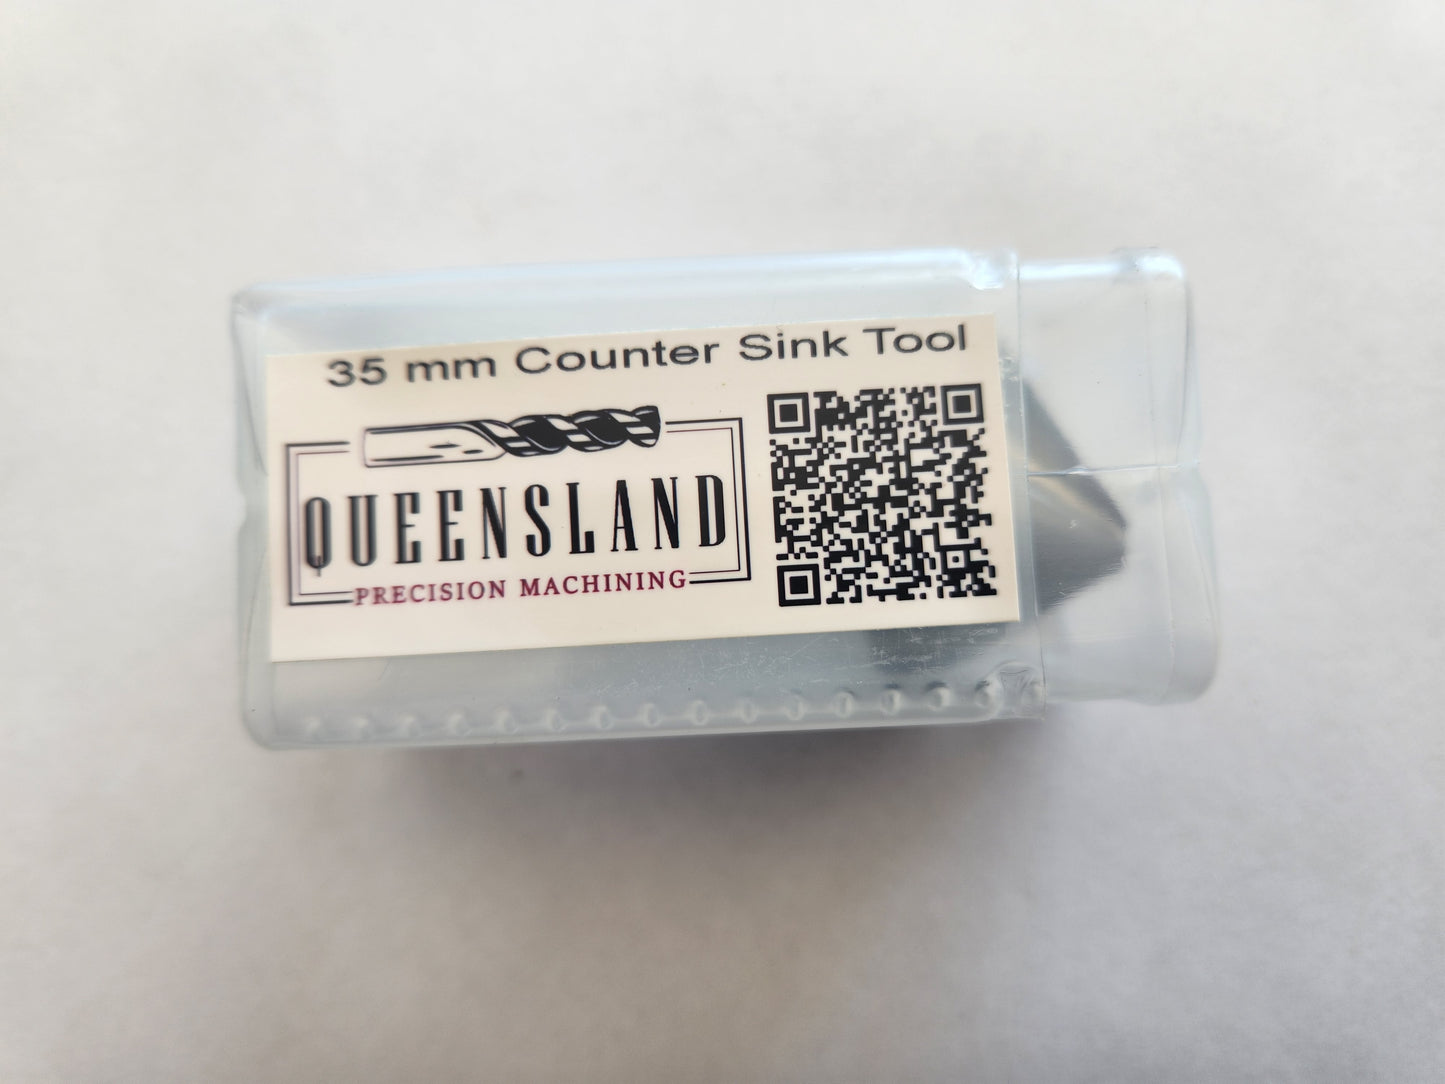 35 mm Counter Sink Tool
QUEENSLAND
PRECISION MACHINING